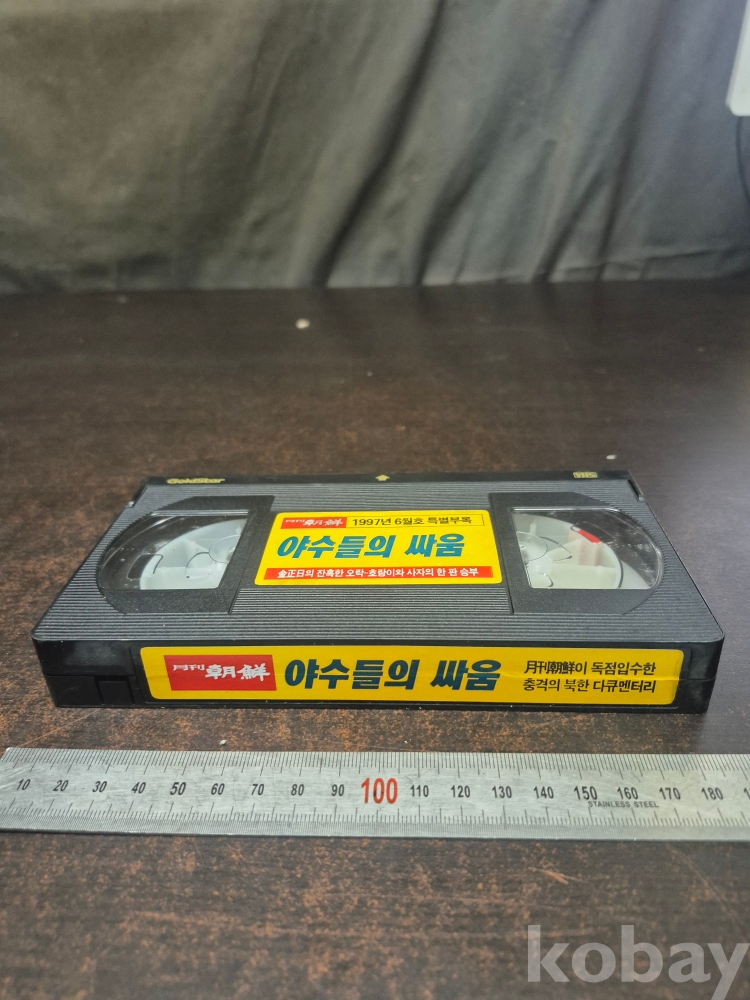 GoldStar
VHS
月刊 朝鮮 1997년 6월호 특별부록
야수들의 싸움
金正日의 잔혹한 오락-호랑이와 사자의 한 판 승부
月刊 朝鮮 야수들의 싸움
月刊朝鮮이 독점입수한
충격의 북한 다큐멘터리
10 20 30 40 50 60 70 80 90 100 110 120 130 140 150 160 170 180
STAINLESS STEEL
kobay